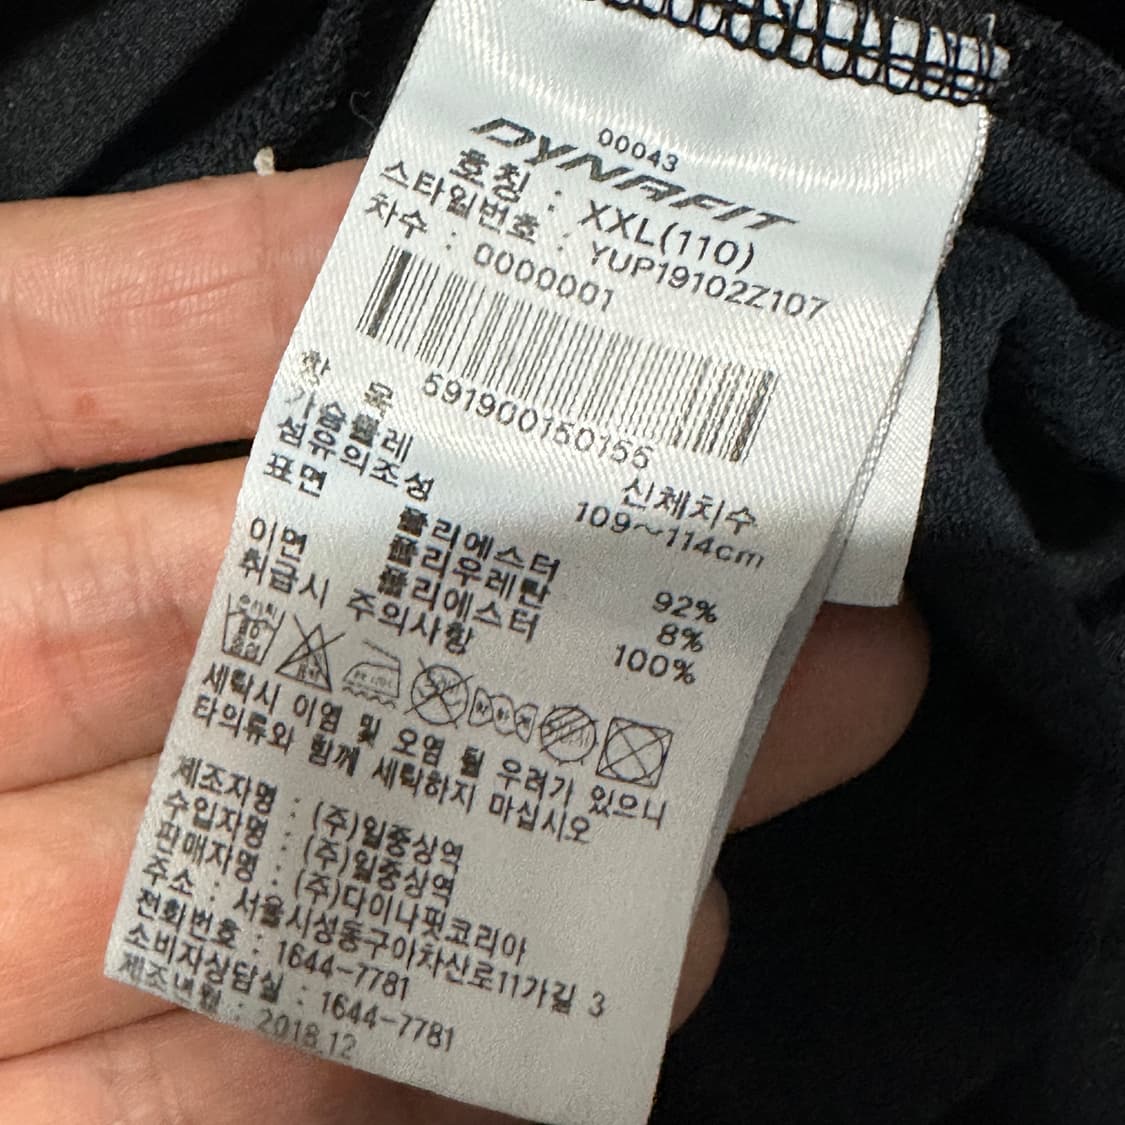 00043
DYNAFIT
호칭 : XXL(110)
스타일번호 : YUP19102Z107
차수 : 0000001
591900150155
항 목 신체치수
가슴둘레 109~114cm
섬유의조성
표면 폴리에스터 92%
폴리우레탄 8%
이면 폴리에스터 100%
취급시 주의사항
세탁시 이염 및 오염 될 우려가 있으니
타의류와 함께 세탁하지 마십시오
제조자명 : (주)일중상역
수입자명 : (주)일중상역
판매자명 : (주)다이나핏코리아
주소 : 서울시성동구아차산로11가길 3
전화번호 : 1644-7781
소비자상담실 : 1644-7781
제조년월 : 2018.12